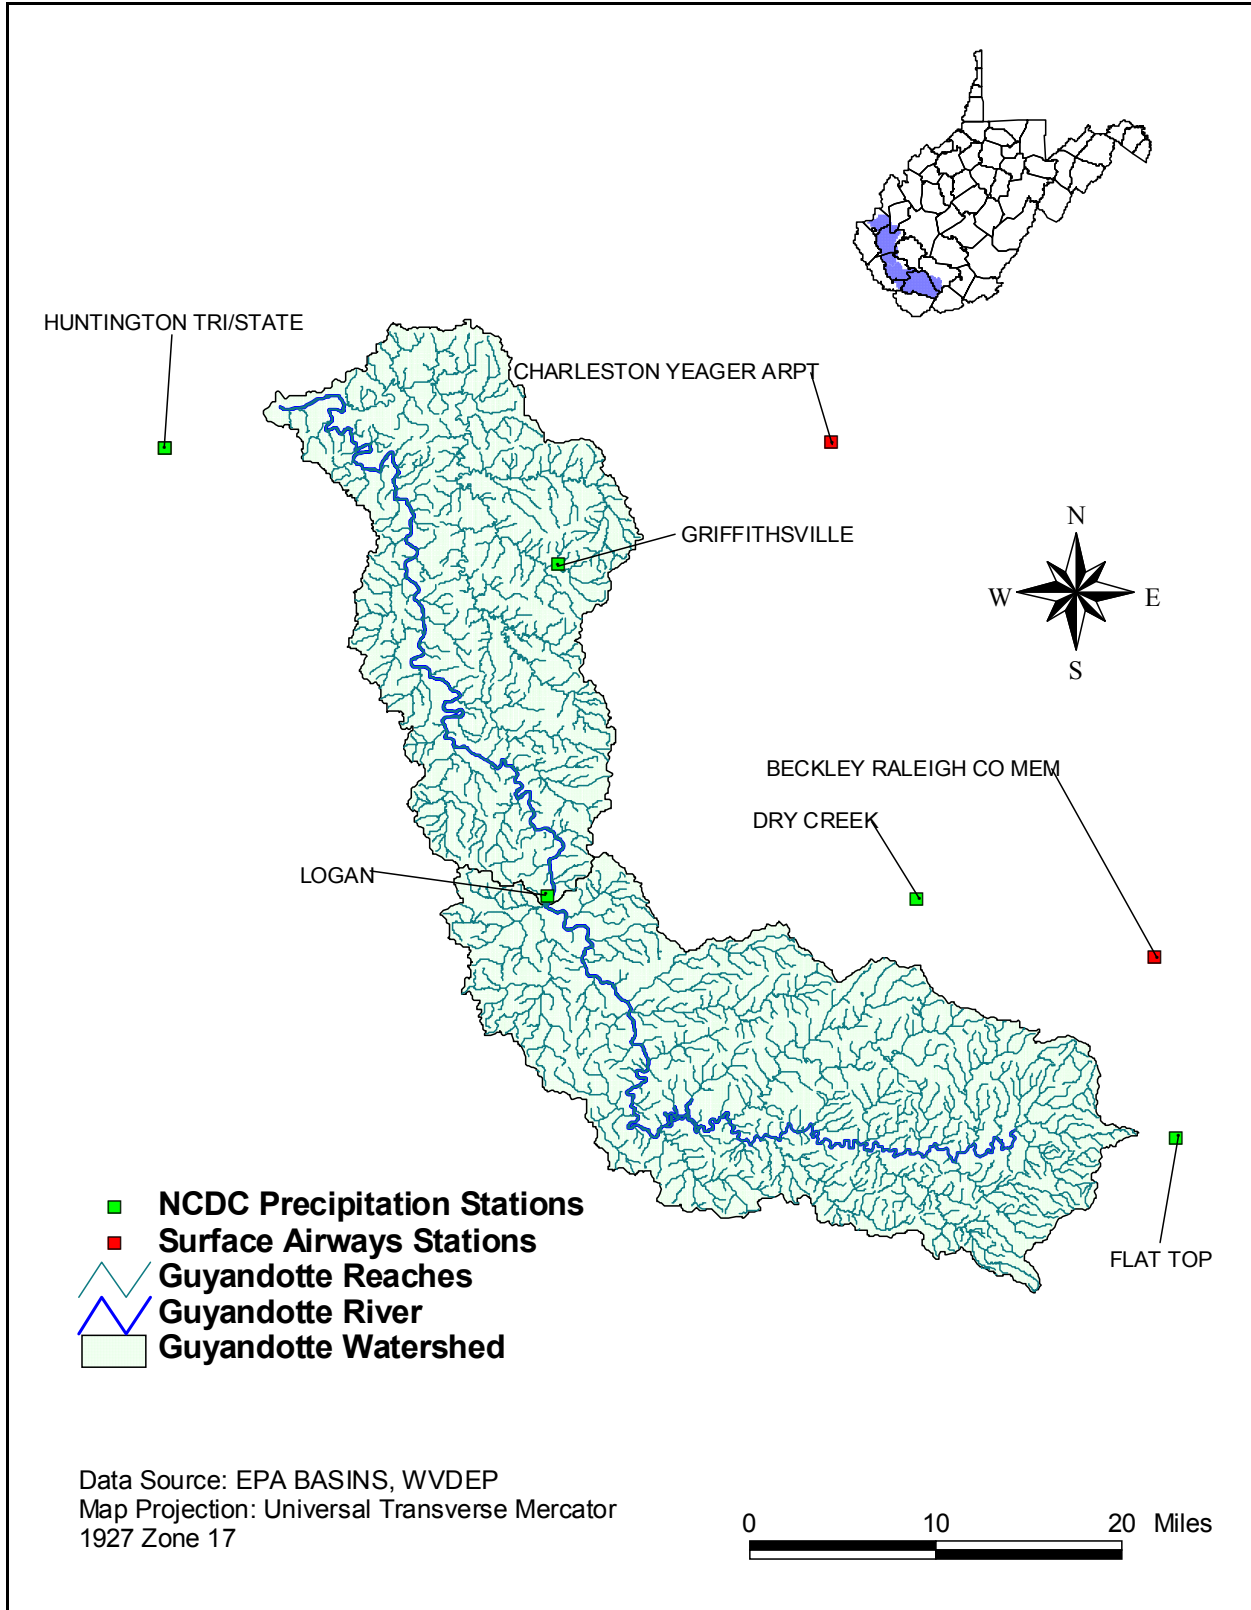 HUNTINGTON TRI/STATE
CHARLESTON YEAGER ARPT
GRIFFITHSVILLE
N
W
E
S
BECKLEY RALEIGH CO MEM
DRY CREEK
LOGAN
FLAT TOP
NCDC Precipitation Stations
Surface Airways Stations
Guyandotte Reaches
Guyandotte River
Guyandotte Watershed
Data Source: EPA BASINS, WVDEP
Map Projection: Universal Transverse Mercator
1927 Zone 17
0 10 20 Miles